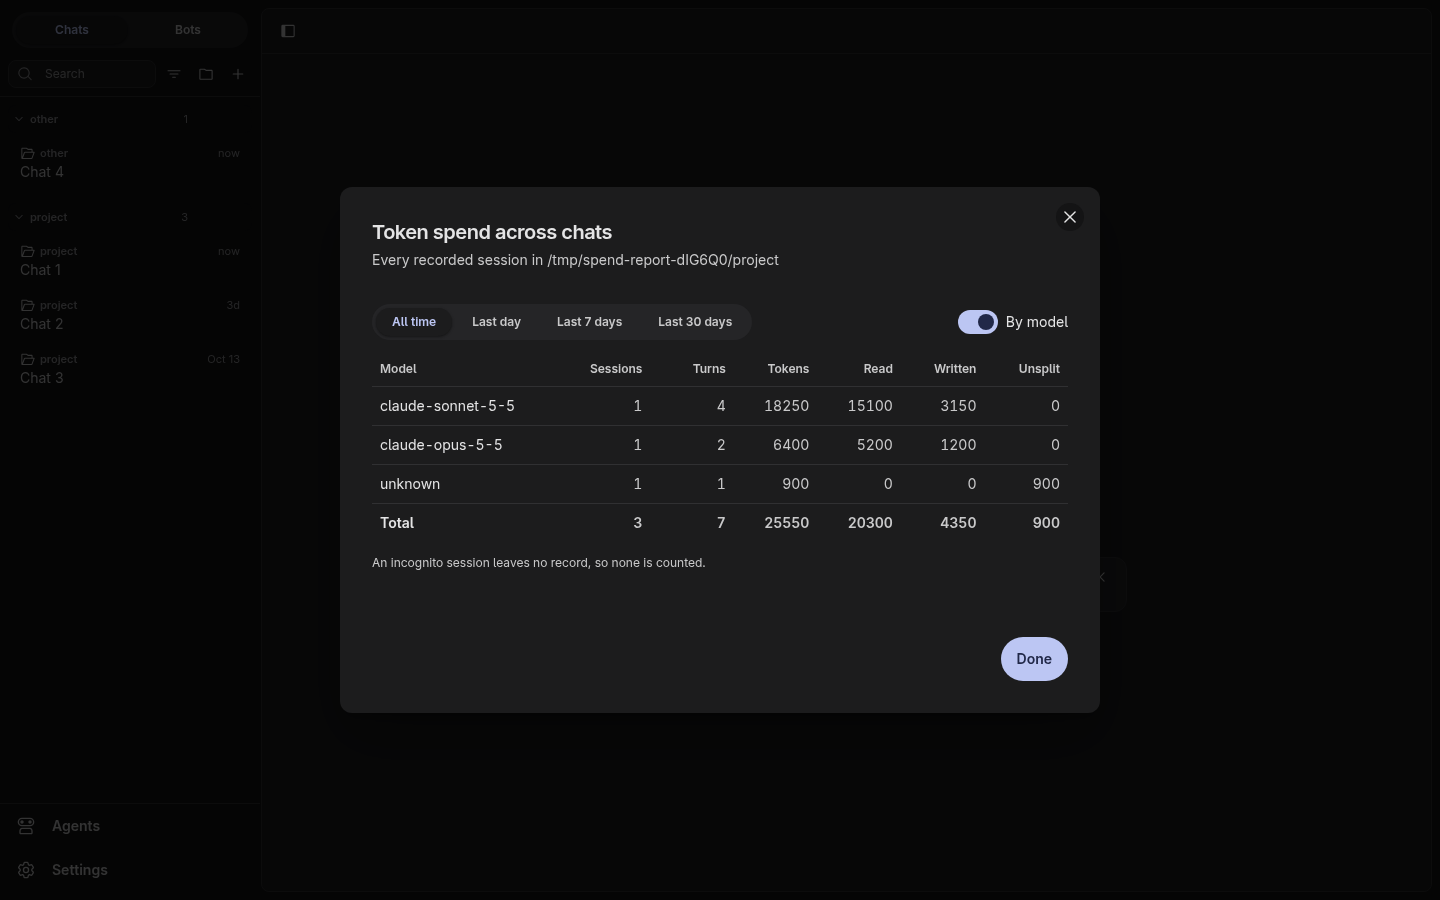 Chats Bots
Search
other 1
other now
Chat 4
project 3
project now
Chat 1
project 3d
Chat 2
project Oct 13
Chat 3
Agents
Settings
Token spend across chats
Every recorded session in /tmp/spend-report-dIG6Q0/project
All time Last day Last 7 days Last 30 days By model
Model Sessions Turns Tokens Read Written Unsplit
claude-sonnet-5-5 1 4 18250 15100 3150 0
claude-opus-5-5 1 2 6400 5200 1200 0
unknown 1 1 900 0 0 900
Total 3 7 25550 20300 4350 900
An incognito session leaves no record, so none is counted.
Done